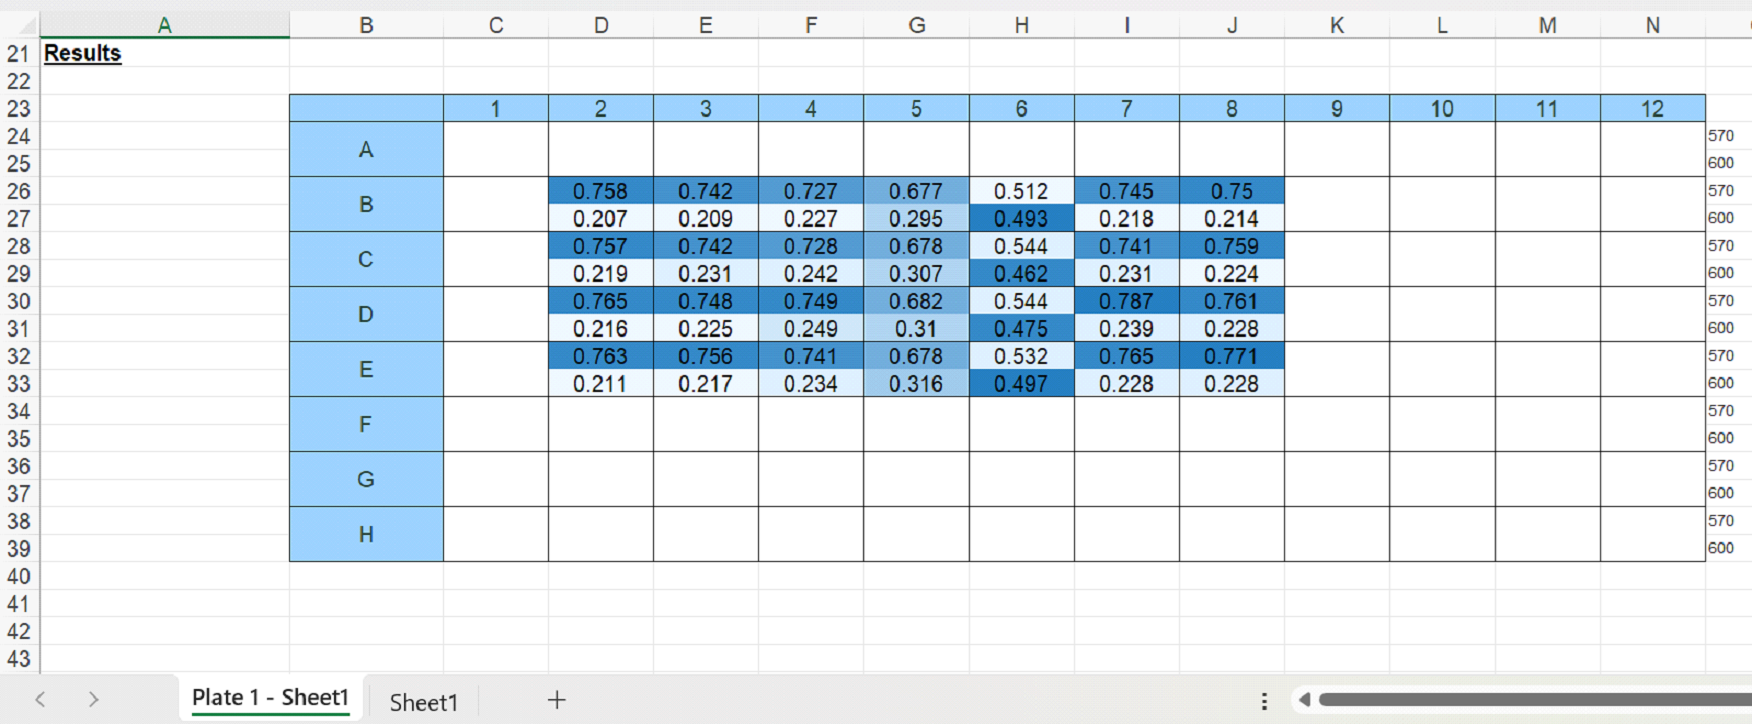 A B C D E F G H I J K L M N
21 Results
22
23 1 2 3 4 5 6 7 8 9 10 11 12
24 A 570
25 600
26 B 0.758 0.742 0.727 0.677 0.512 0.745 0.75 570
27 0.207 0.209 0.227 0.295 0.493 0.218 0.214 600
28 C 0.757 0.742 0.728 0.678 0.544 0.741 0.759 570
29 0.219 0.231 0.242 0.307 0.462 0.231 0.224 600
30 D 0.765 0.748 0.749 0.682 0.544 0.787 0.761 570
31 0.216 0.225 0.249 0.31 0.475 0.239 0.228 600
32 E 0.763 0.756 0.741 0.678 0.532 0.765 0.771 570
33 0.211 0.217 0.234 0.316 0.497 0.228 0.228 600
34 F 570
35 600
36 G 570
37 600
38 H 570
39 600
40
41
42
43
Plate 1 - Sheet1 Sheet1 +